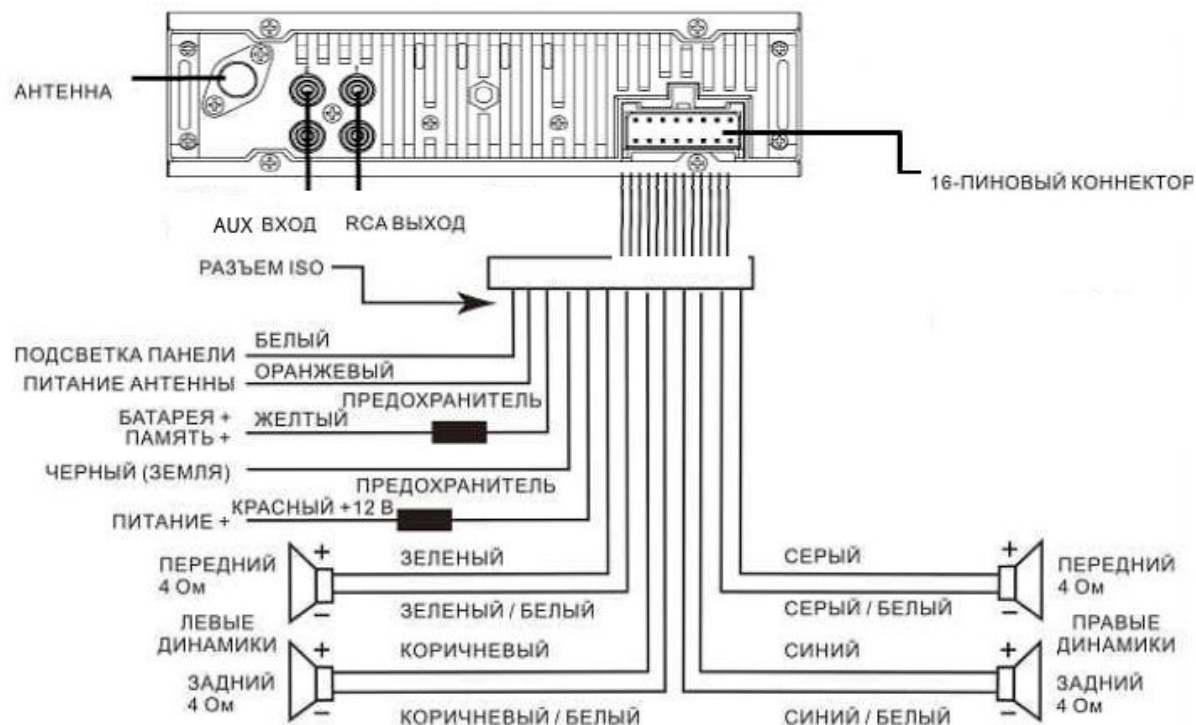 АНТЕННА
16-ПИНОВЫЙ КОННЕКТОР
AUX ВХОД
RCA ВЫХОД
РАЗЪЕМ ISO
БЕЛЫЙ
ПОДСВЕТКА ПАНЕЛИ
ОРАНЖЕВЫЙ
ПИТАНИЕ АНТЕННЫ
ПРЕДОХРАНИТЕЛЬ
БАТАРЕЯ +
ПАМЯТЬ +
ЖЕЛТЫЙ
ЧЕРНЫЙ (ЗЕМЛЯ)
ПРЕДОХРАНИТЕЛЬ
КРАСНЫЙ +12 В
ПИТАНИЕ +
ПЕРЕДНИЙ
4 Ом
+
−
ЗЕЛЕНЫЙ
ЗЕЛЕНЫЙ / БЕЛЫЙ
СЕРЫЙ
СЕРЫЙ / БЕЛЫЙ
+
−
ПЕРЕДНИЙ
4 Ом
ЛЕВЫЕ
ДИНАМИКИ
ПРАВЫЕ
ДИНАМИКИ
ЗАДНИЙ
4 Ом
+
−
КОРИЧНЕВЫЙ
КОРИЧНЕВЫЙ / БЕЛЫЙ
СИНИЙ
СИНИЙ / БЕЛЫЙ
+
−
ЗАДНИЙ
4 Ом